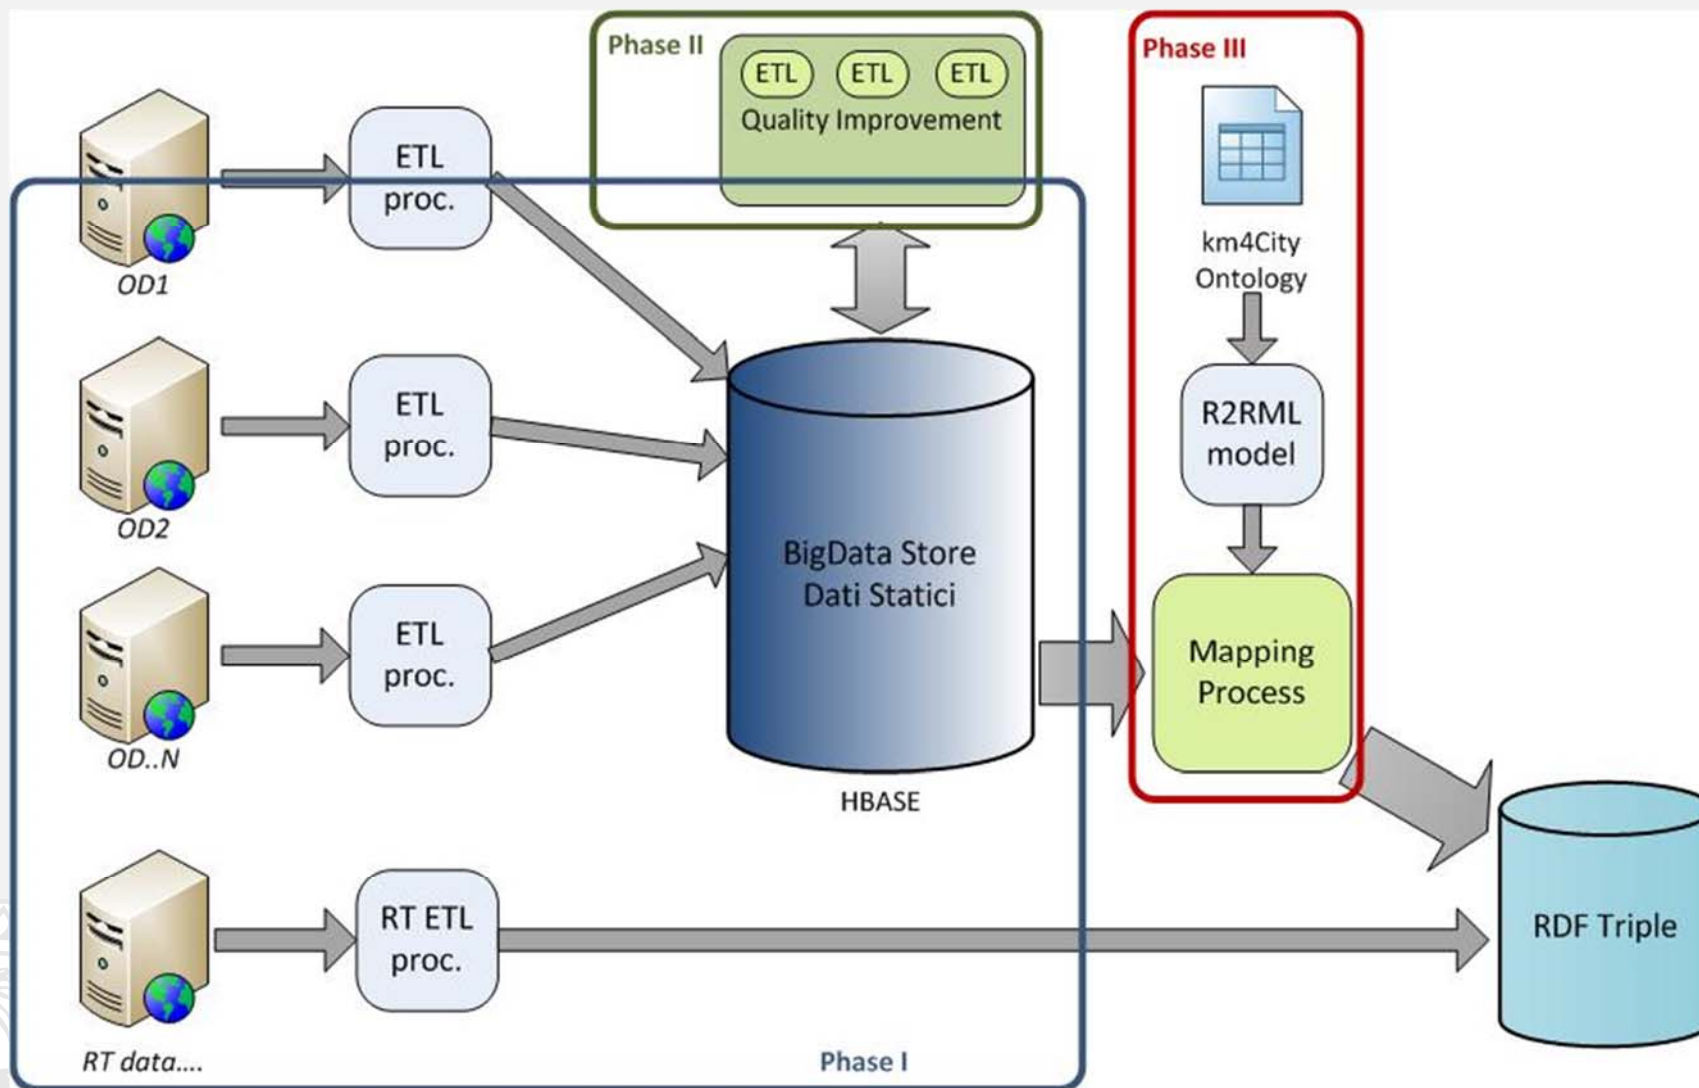 Phase II
ETL ETL ETL
Quality Improvement
Phase III
km4City
Ontology
R2RML
model
Mapping
Process
OD1
ETL
proc.
OD2
ETL
proc.
OD..N
ETL
proc.
BigData Store
Dati Statici
HBASE
RT data....
RT ETL
proc.
RDF Triple
Phase I